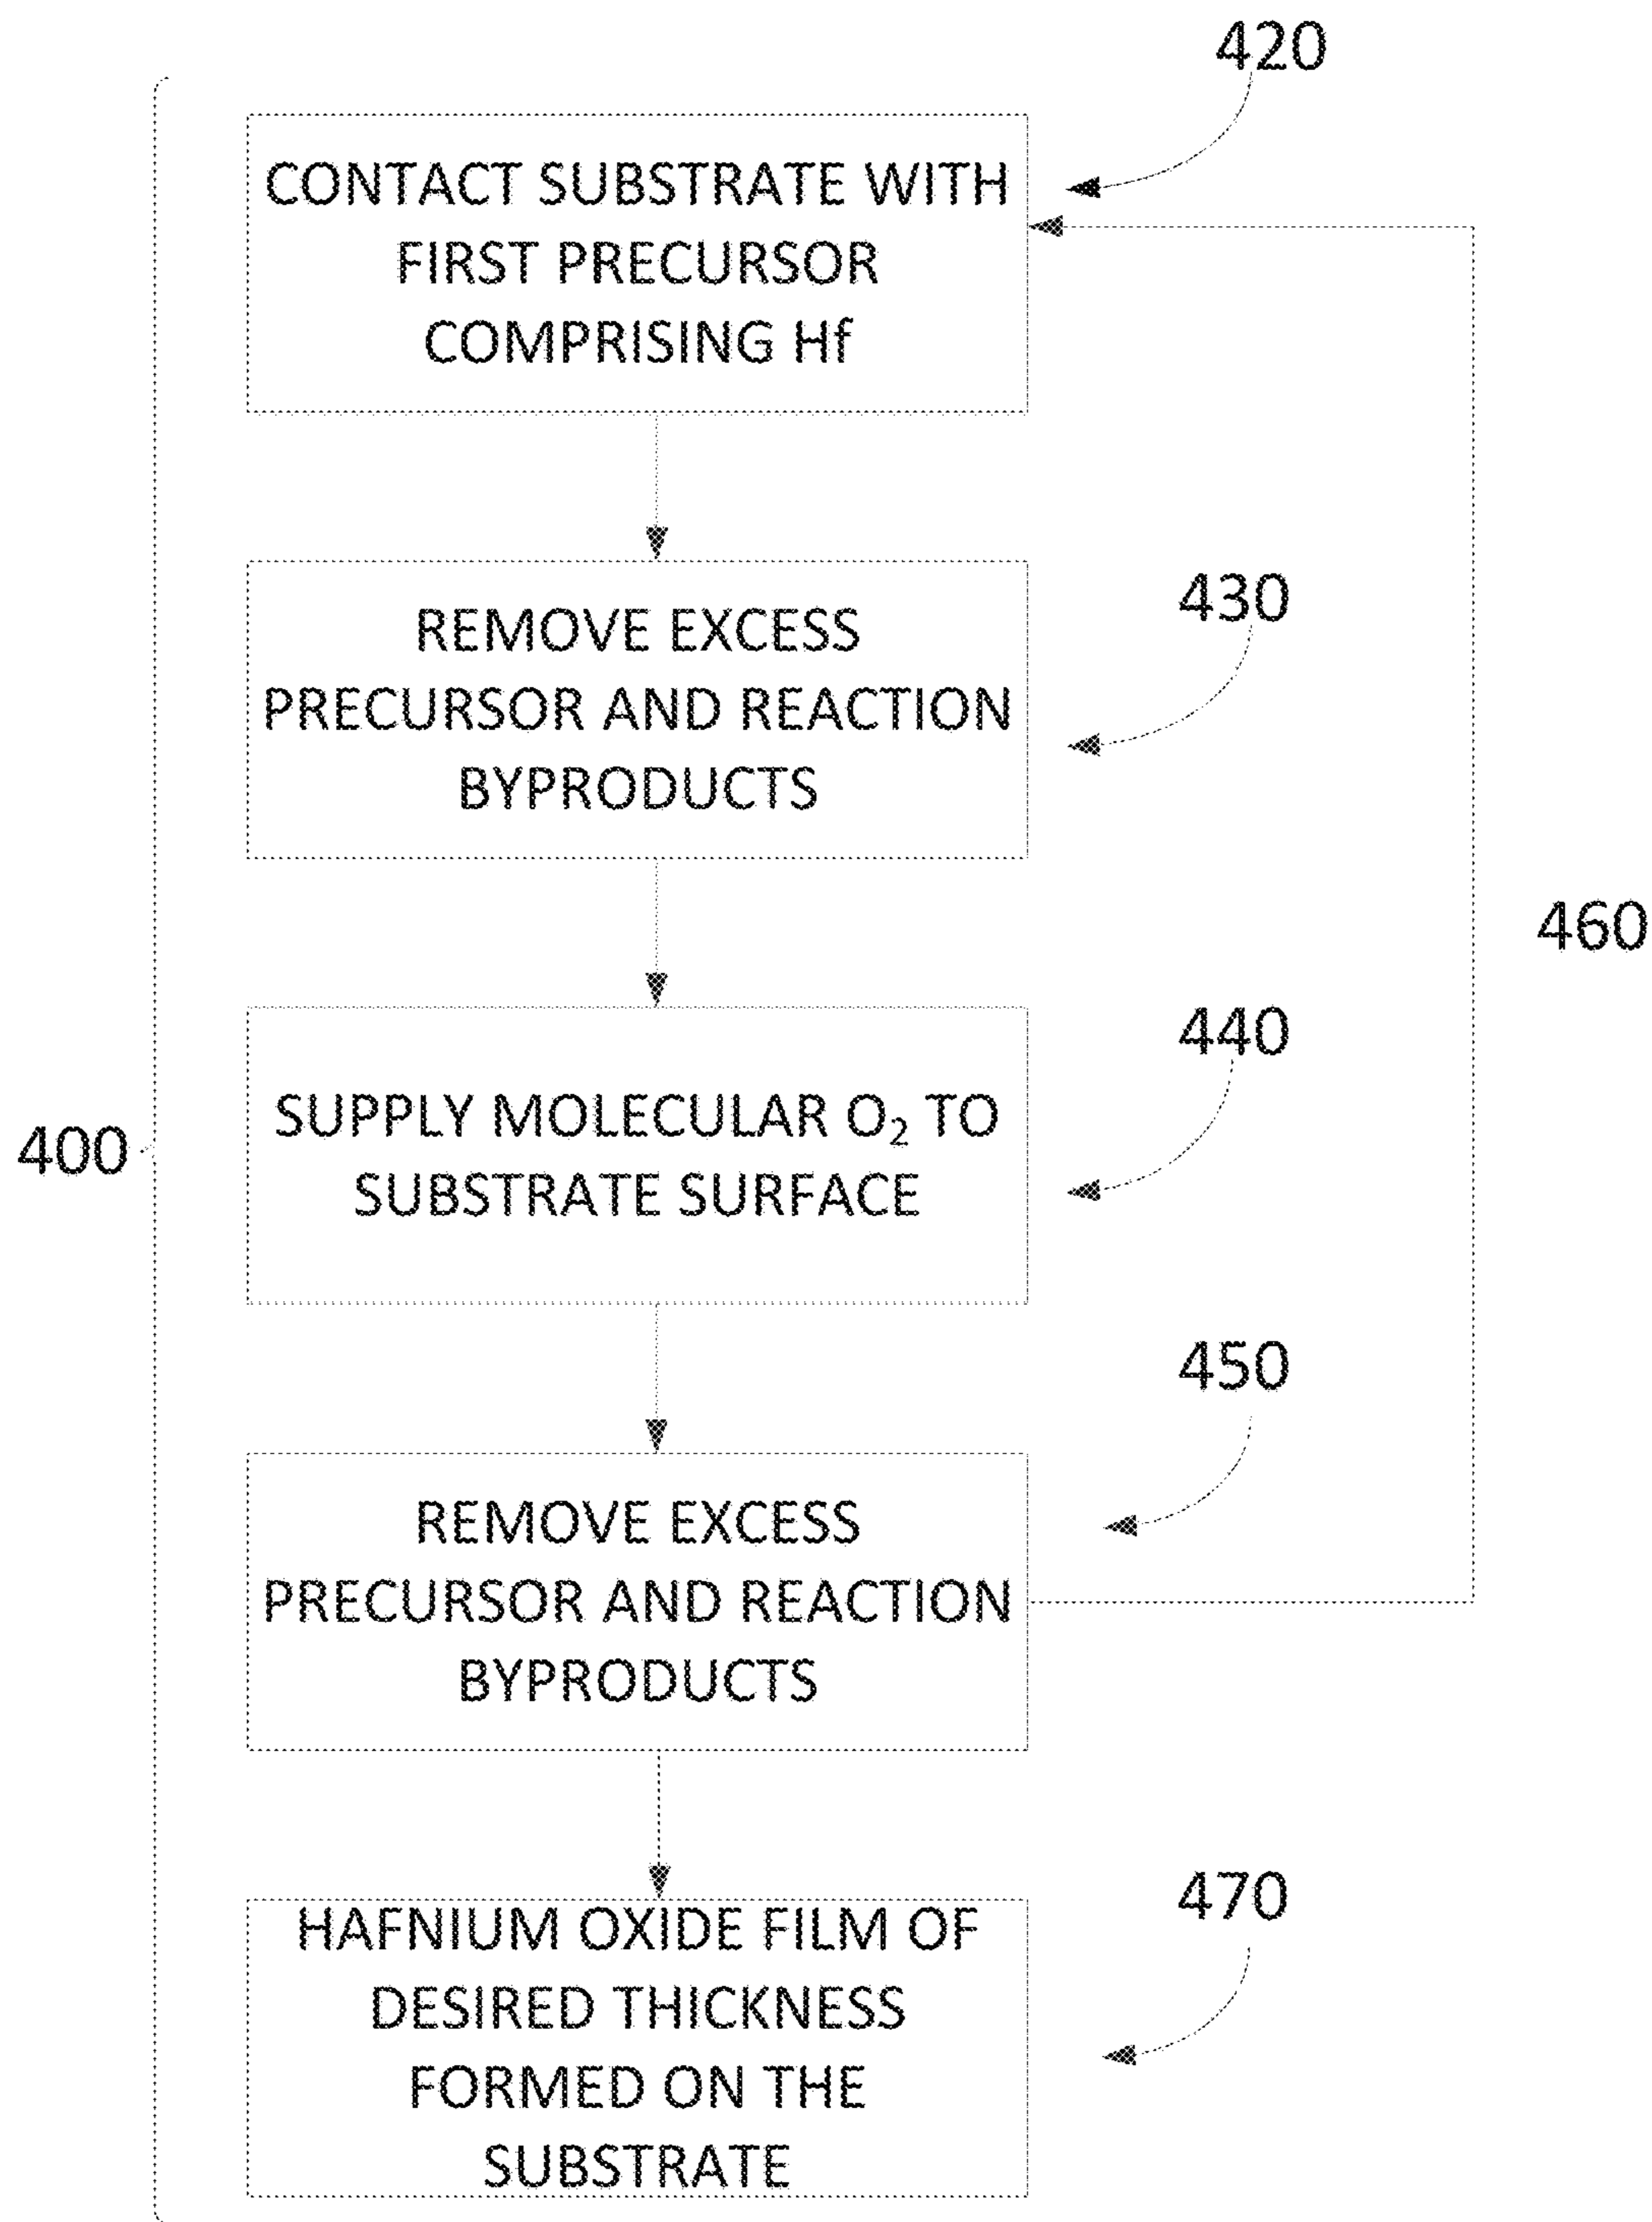 420
CONTACT SUBSTRATE WITH
FIRST PRECURSOR
COMPRISING Hf
430
REMOVE EXCESS
PRECURSOR AND REACTION
BYPRODUCTS
460
440
SUPPLY MOLECULAR O₂ TO
SUBSTRATE SURFACE
400
450
REMOVE EXCESS
PRECURSOR AND REACTION
BYPRODUCTS
470
HAFNIUM OXIDE FILM OF
DESIRED THICKNESS
FORMED ON THE
SUBSTRATE